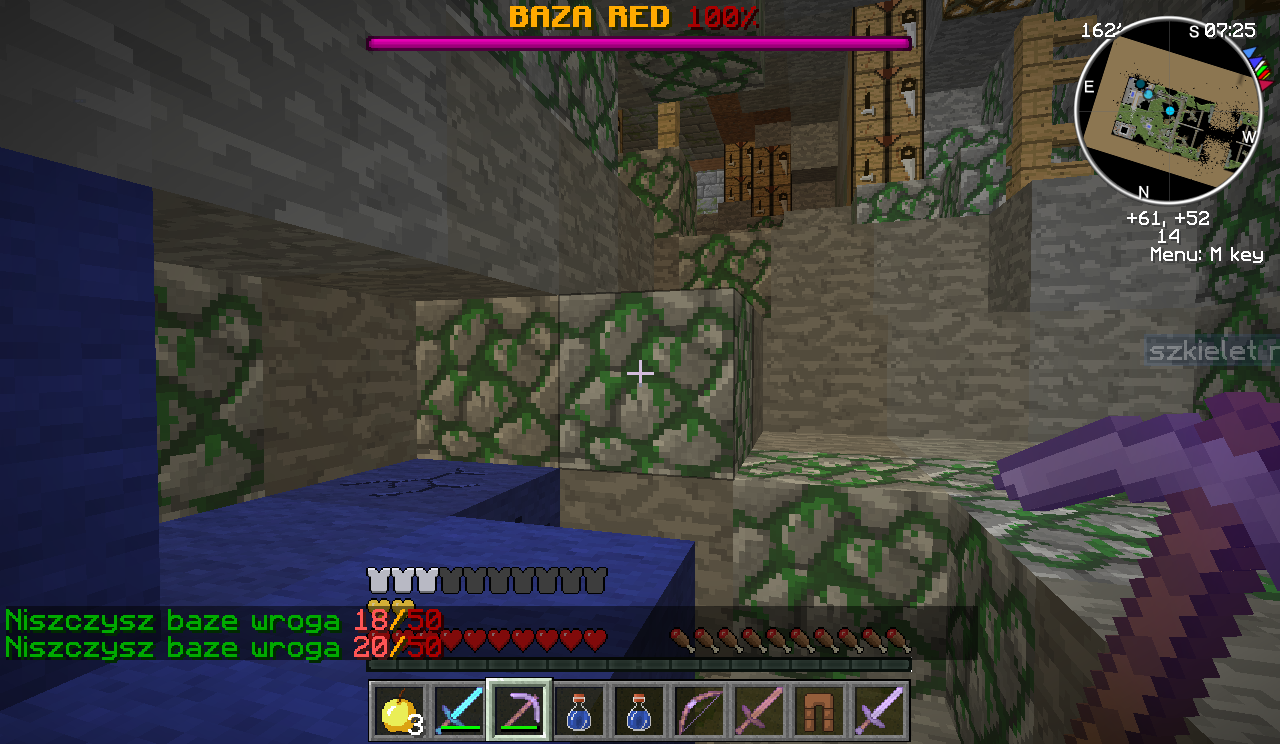 BAZA RED 100%
162°
S 07:25
E
W
N
+61, +52
14
Menu: M key
szkielet
Niszczysz baze wroga 18/50
Niszczysz baze wroga 20/50
3